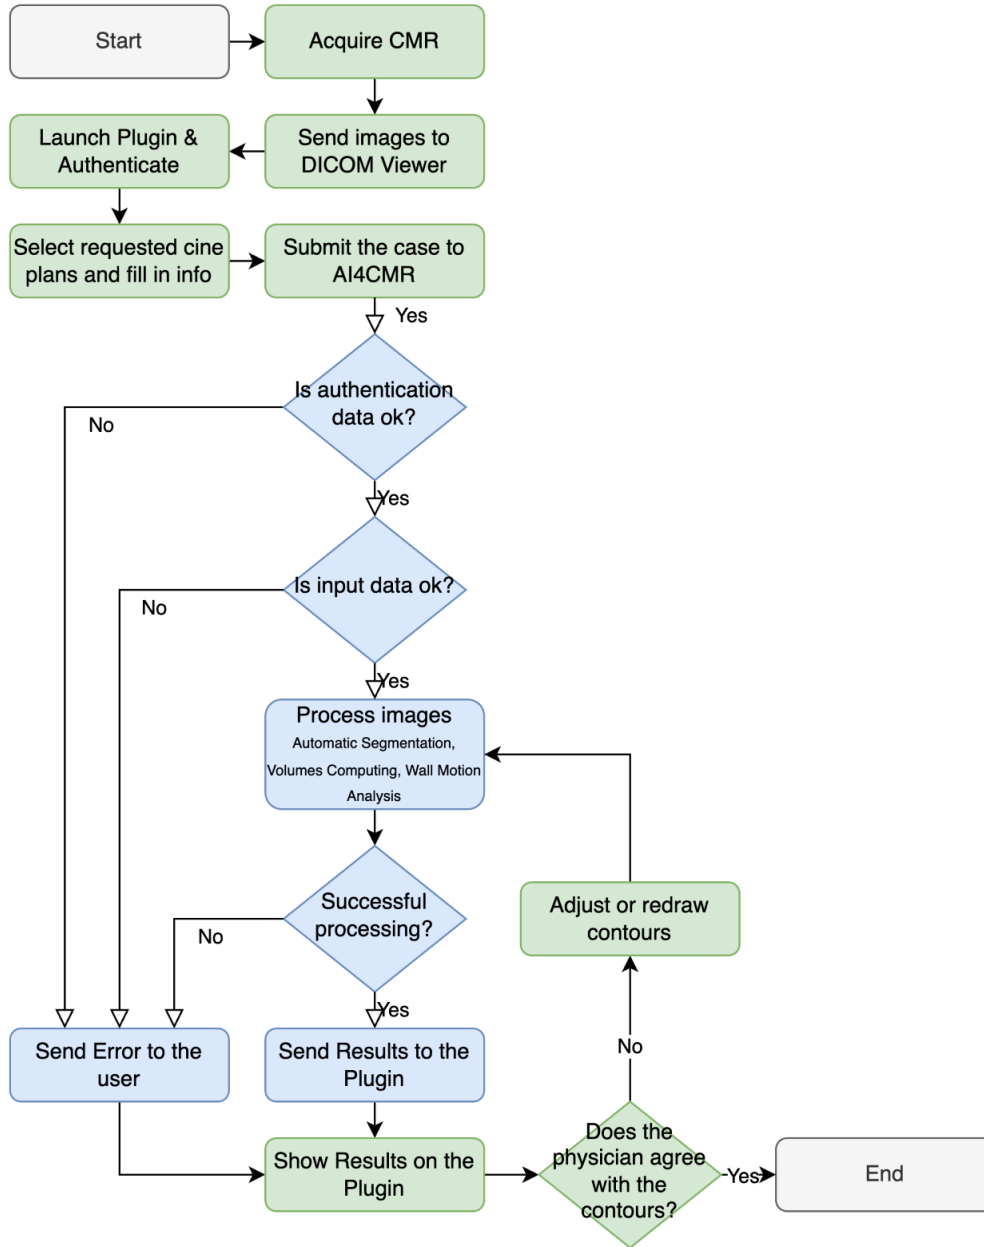 Start
Acquire CMR
Launch Plugin &
Authenticate
Send images to
DICOM Viewer
Select requested cine
plans and fill in info
Submit the case to
AI4CMR
Yes
Is authentication
data ok?
No
Yes
Is input data ok?
No
Yes
Process images
Automatic Segmentation,
Volumes Computing, Wall Motion
Analysis
Successful
processing?
No
Adjust or redraw
contours
Yes
Send Error to the
user
Send Results to the
Plugin
No
Show Results on the
Plugin
Does the
physician agree
with the
contours?
Yes
End